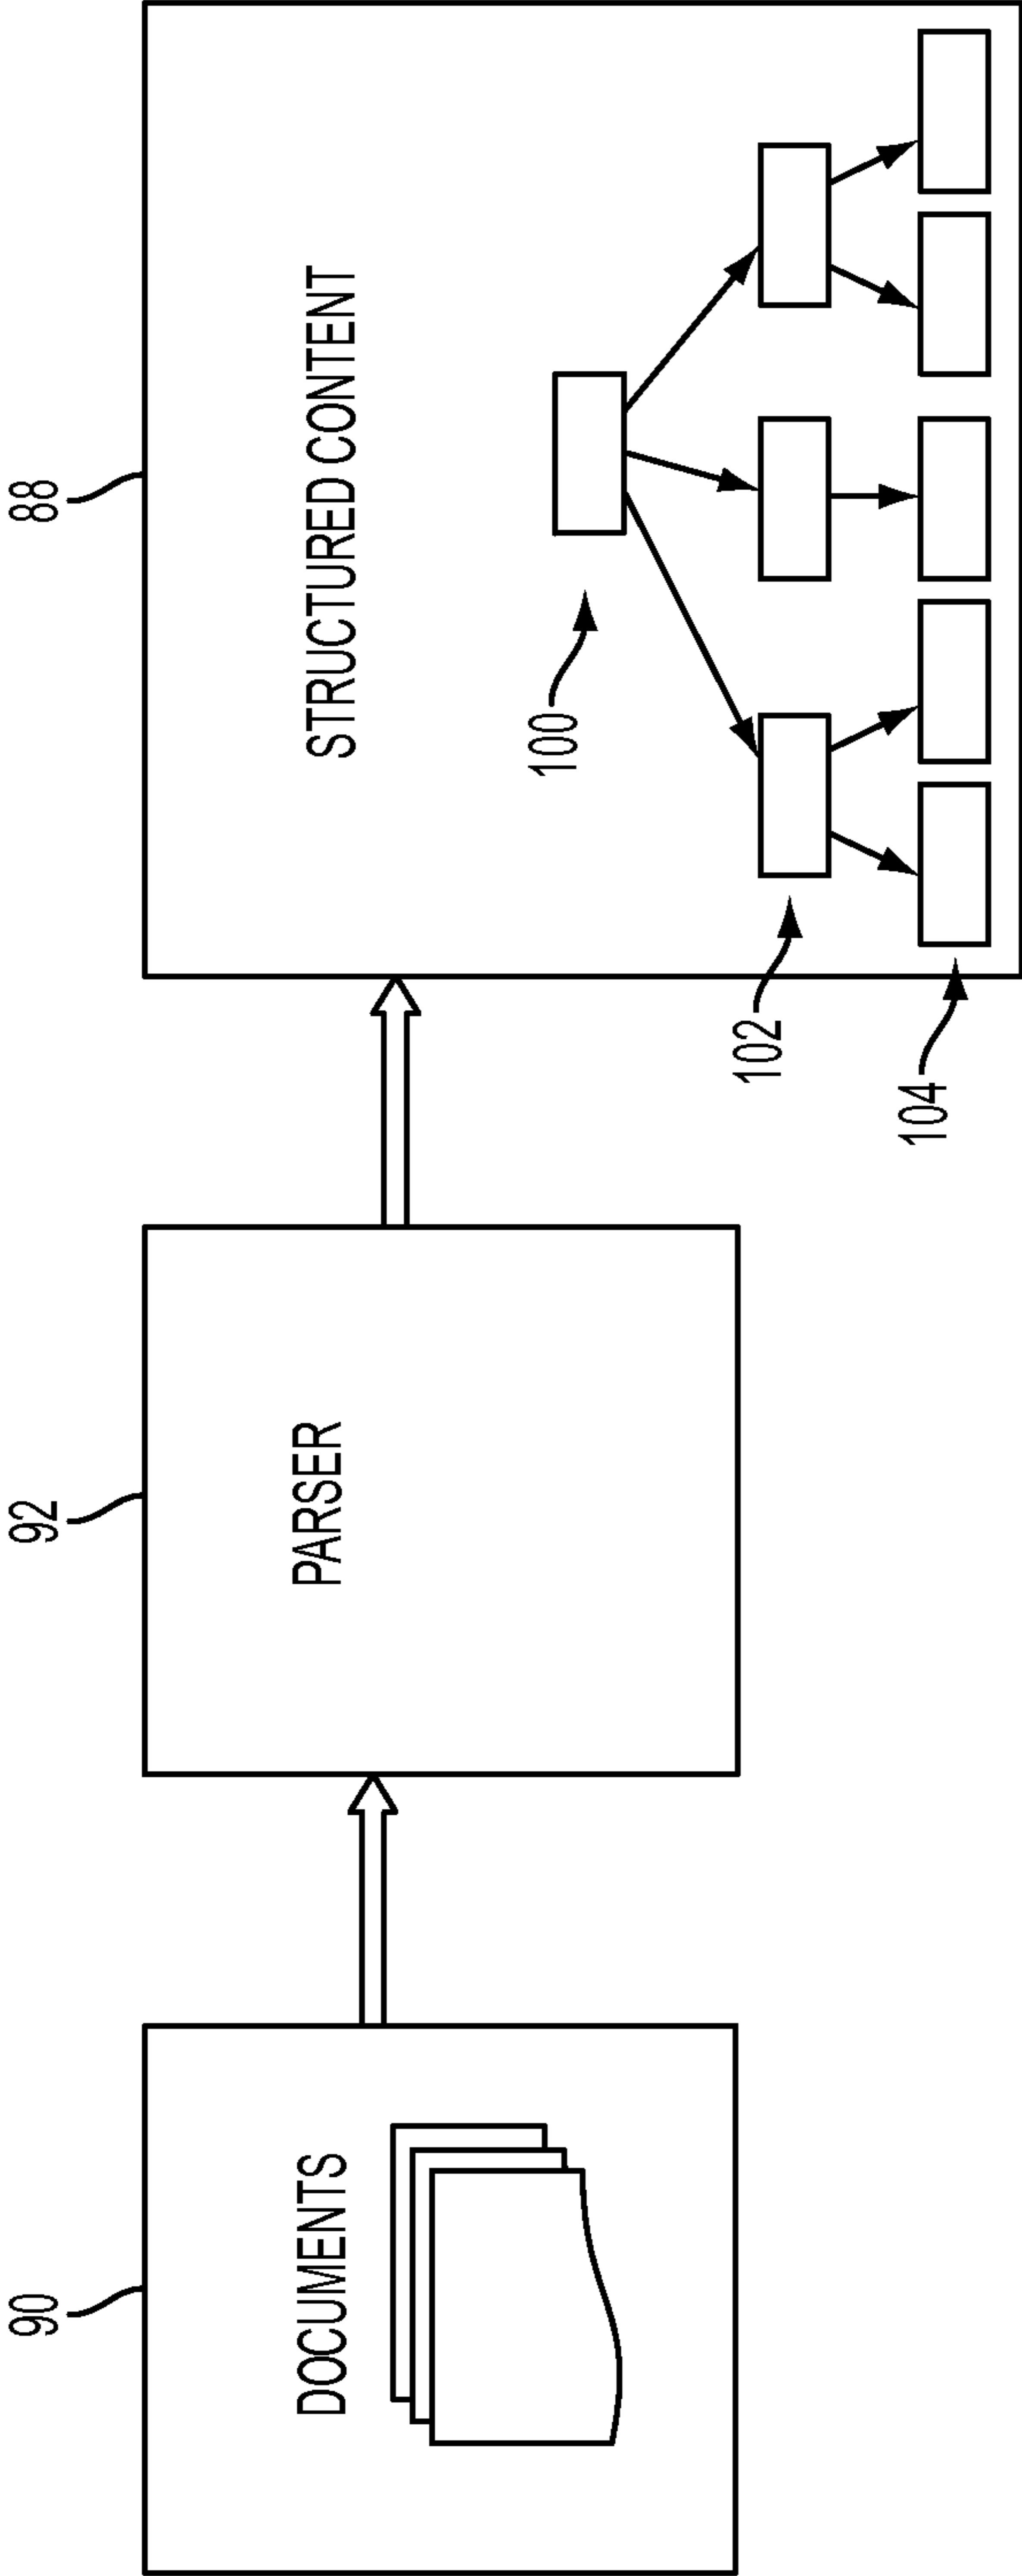 90
92
88
DOCUMENTS
PARSER
STRUCTURED CONTENT
100
102
104